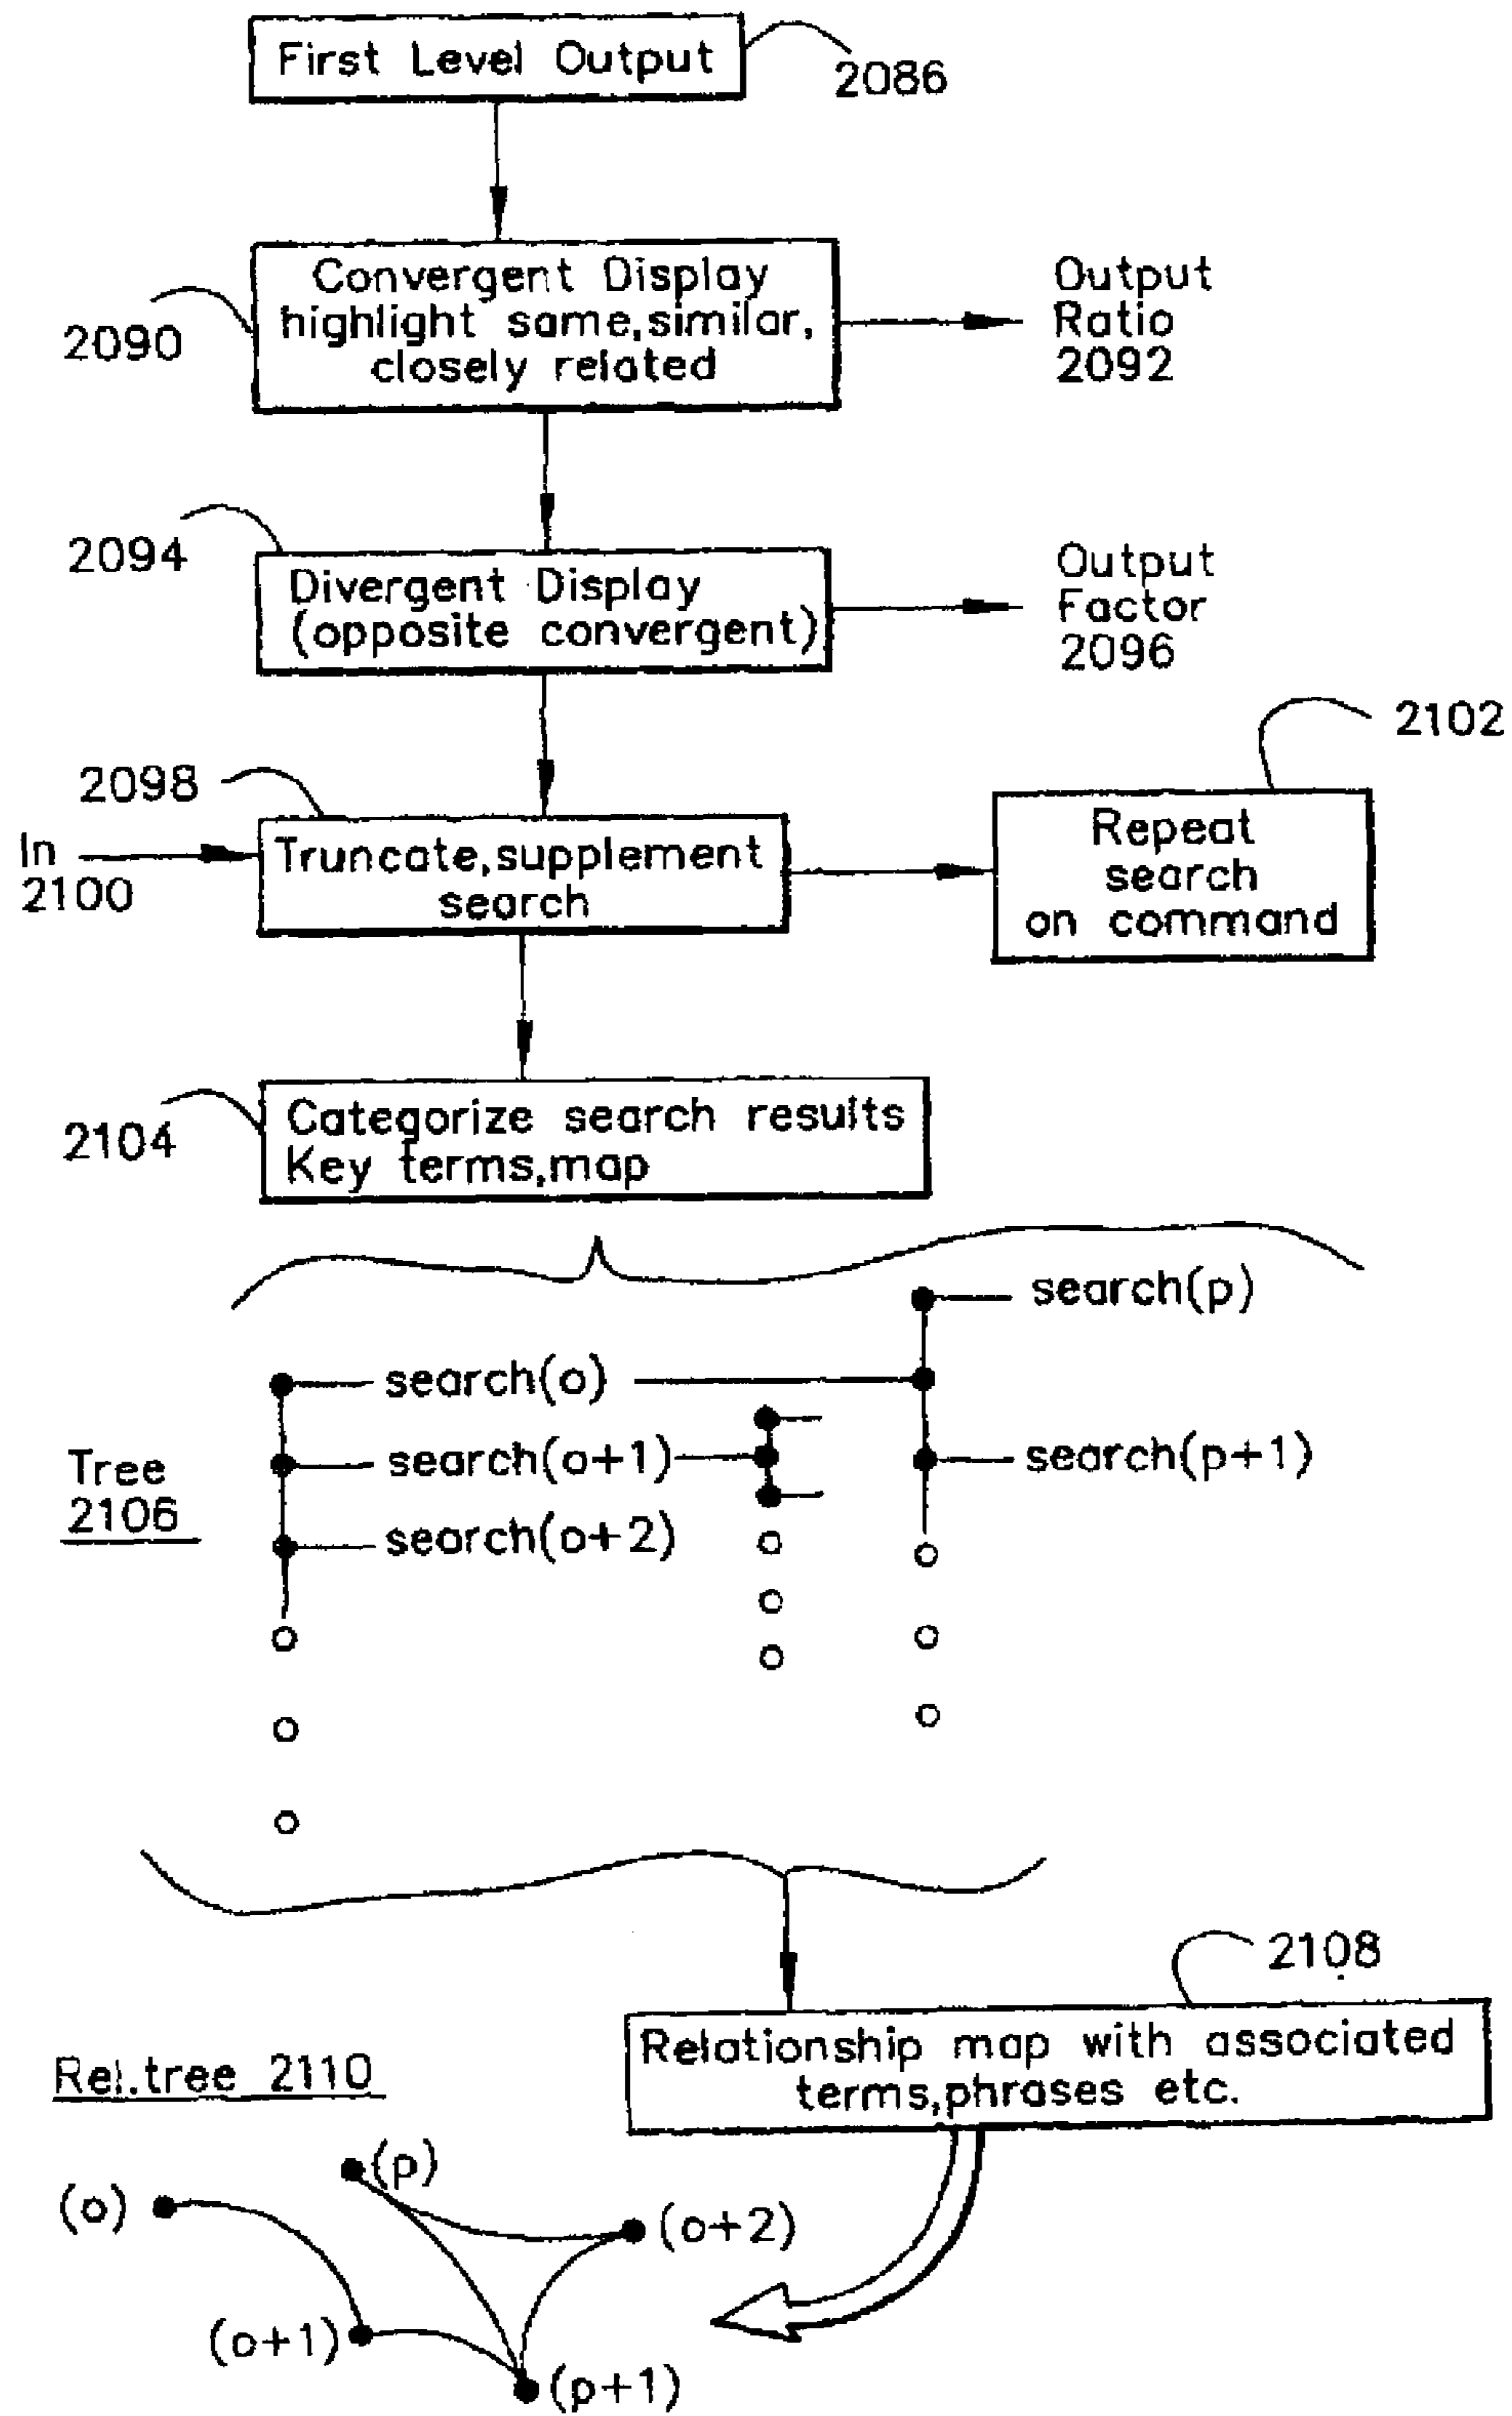 First Level Output
2086
Convergent Display
highlight same,similar,
closely related
2090
Output
Ratio
2092
2094
Divergent Display
(opposite convergent)
Output
Factor
2096
2098
In
2100
Truncate,supplement
search
2102
Repeat
search
on command
2104
Categorize search results
Key terms,map
search(p)
search(o)
search(o+1)
search(p+1)
Tree
2106
search(o+2)
2108
Relationship map with associated
terms,phrases etc.
Rel.tree 2110
(p)
(o)
(o+2)
(o+1)
(p+1)